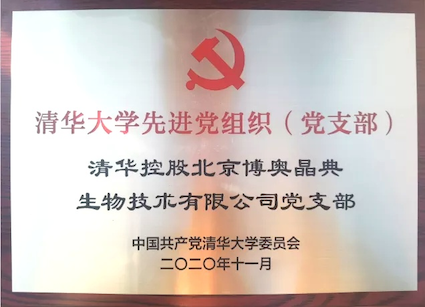 清华大学先进党组织（党支部）
清华控股北京博奥晶典
生物技术有限公司党支部
中国共产党清华大学委员会
二〇二〇年十一月